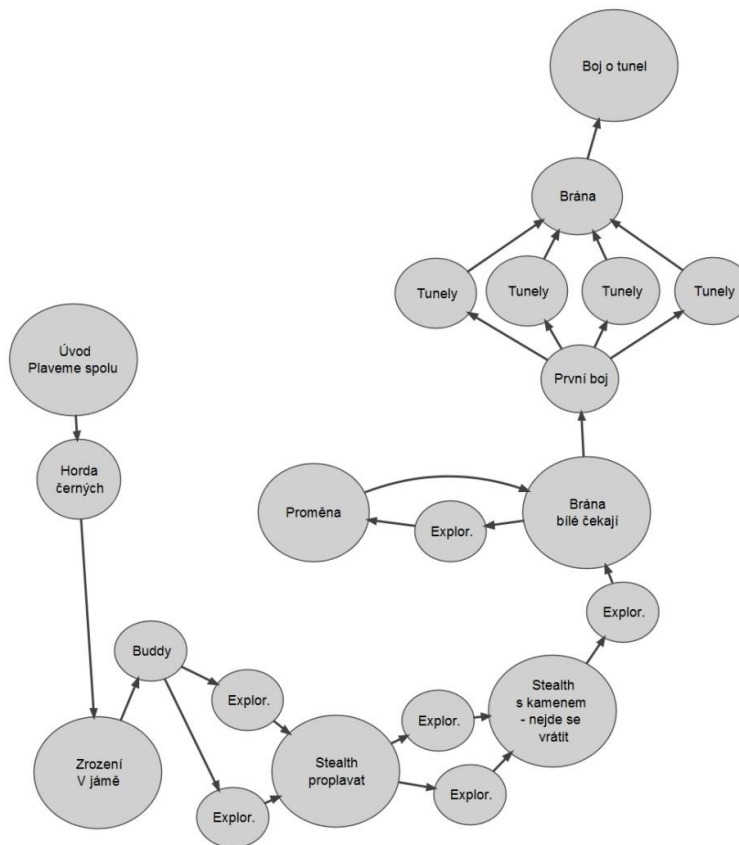 Boj o tunel
Brána
Tunely
Tunely
Tunely
Tunely
Úvod
Plaveme spolu
První boj
Horda
černých
Proměna
Explor.
Brána
bílé čekají
Explor.
Buddy
Explor.
Stealth
s kamenem
- nejde se
vrátit
Explor.
Zrození
V jámě
Stealth
proplavat
Explor.
Explor.